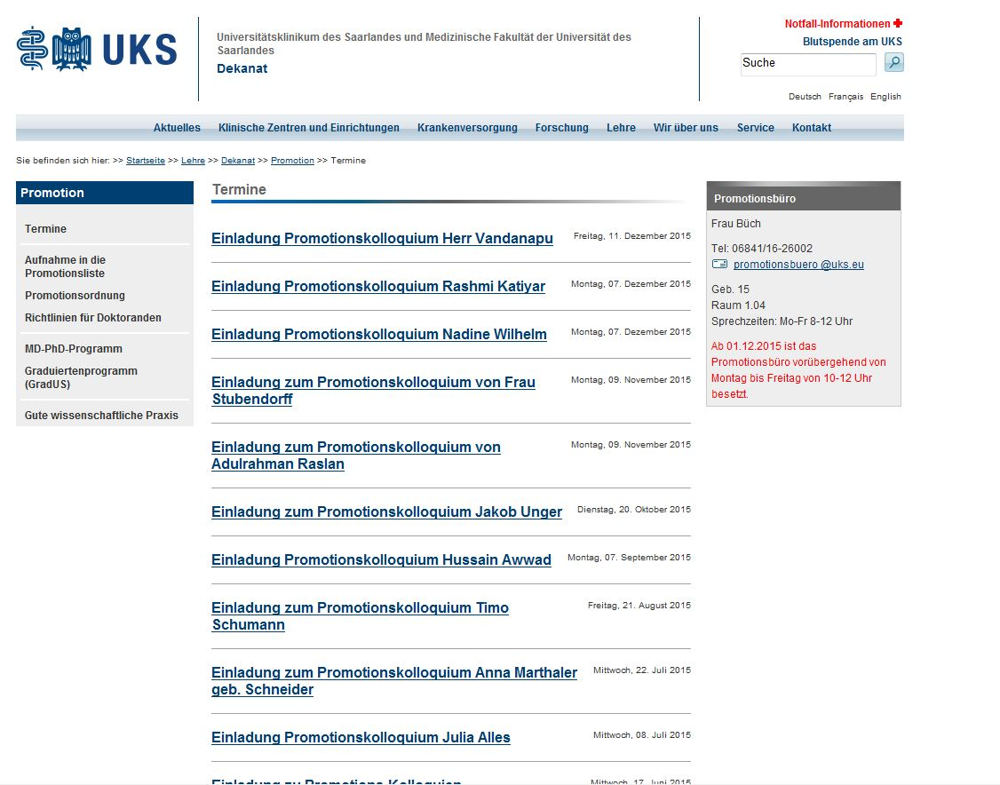 UKS
Universitätsklinikum des Saarlandes und Medizinische Fakultät der Universität des
Saarlandes
Dekanat
Notfall-Informationen
Blutspende am UKS
Suche
Deutsch Français English
Aktuelles Klinische Zentren und Einrichtungen Krankenversorgung Forschung Lehre Wir über uns Service Kontakt
Sie befinden sich hier: >> Startseite >> Lehre >> Dekanat >> Promotion >> Termine
Promotion
Termine
Aufnahme in die
Promotionsliste
Promotionsordnung
Richtlinien für Doktoranden
MD-PhD-Programm
Graduiertenprogramm
(GradUS)
Gute wissenschaftliche Praxis
Termine
Einladung Promotionskolloquium Herr Vandanapu Freitag, 11. Dezember 2015
Einladung Promotionskolloquium Rashmi Katiyar Montag, 07. Dezember 2015
Einladung Promotionskolloquium Nadine Wilhelm Montag, 07. Dezember 2015
Einladung zum Promotionskolloquium von Frau Montag, 09. November 2015
Stubendorff
Einladung zum Promotionskolloquium von Montag, 09. November 2015
Adulrahman Raslan
Einladung zum Promotionskolloquium Jakob Unger Dienstag, 20. Oktober 2015
Einladung Promotionskolloquium Hussain Awwad Montag, 07. September 2015
Einladung zum Promotionskolloquium Timo Freitag, 21. August 2015
Schumann
Einladung zum Promotionskolloquium Anna Marthaler Mittwoch, 22. Juli 2015
geb. Schneider
Einladung Promotionskolloquium Julia Alles Mittwoch, 08. Juli 2015
Einladung zu Promotions-Kolloquien Mittwoch, 17. Juni 2015
Promotionsbüro
Frau Büch
Tel: 06841/16-26002
promotionsbuero @uks.eu
Geb. 15
Raum 1.04
Sprechzeiten: Mo-Fr 8-12 Uhr
Ab 01.12.2015 ist das
Promotionsbüro vorübergehend von
Montag bis Freitag von 10-12 Uhr
besetzt.